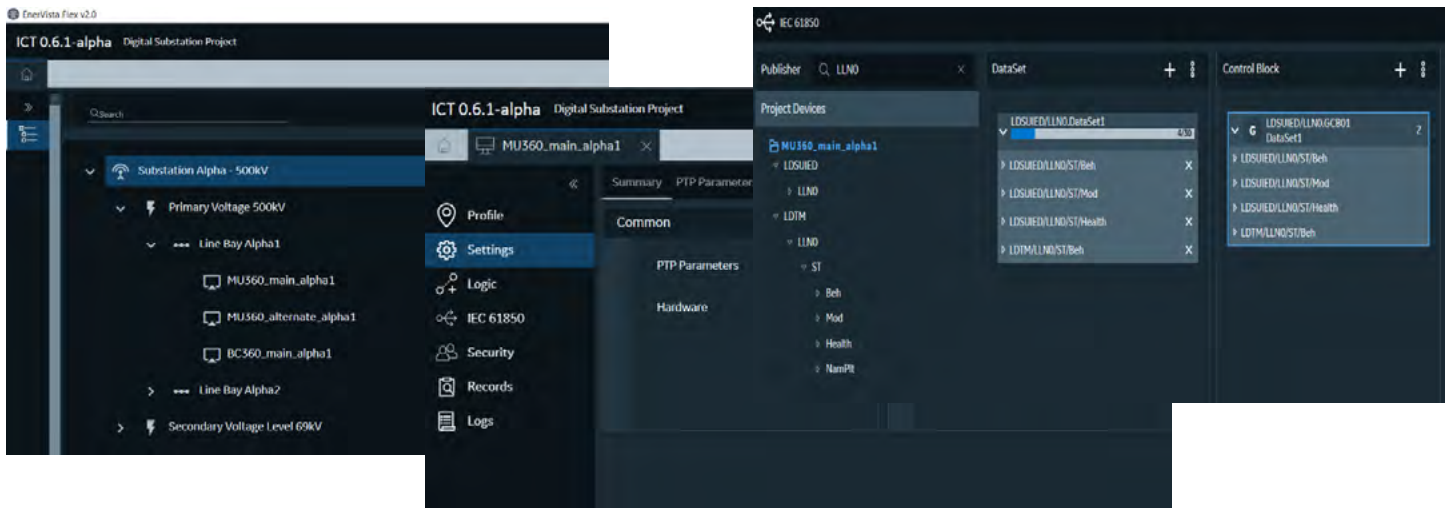 EnerVista Flex v2.0
ICT 0.6.1-alpha Digital Substation Project
Search
Substation Alpha - 500kV
Primary Voltage 500kV
Line Bay Alpha1
MU360_main_alpha1
MU360_alternate_alpha1
BC360_main_alpha1
Line Bay Alpha2
Secondary Voltage Level 69kV
ICT 0.6.1-alpha Digital Substation Project
MU360_main_alpha1
Summary PTP Parameter
Profile
Common
Settings
PTP Parameters
Logic
Hardware
IEC 61850
Security
Records
Logs
IEC 61850
Publisher LLN0
Project Devices
MU360_main_alpha1
LDSUIED
LLN0
LDTM
LLN0
ST
Beh
Mod
Health
NamPlt
DataSet
LDSUIED/LLN0.DataSet1
4/30
LDSUIED/LLN0/ST/Beh
LDSUIED/LLN0/ST/Mod
LDSUIED/LLN0/ST/Health
LDTM/LLN0/ST/Beh
Control Block
G LDSUIED/LLN0.GCB01
DataSet1
LDSUIED/LLN0/ST/Beh
LDSUIED/LLN0/ST/Mod
LDSUIED/LLN0/ST/Health
LDTM/LLN0/ST/Beh